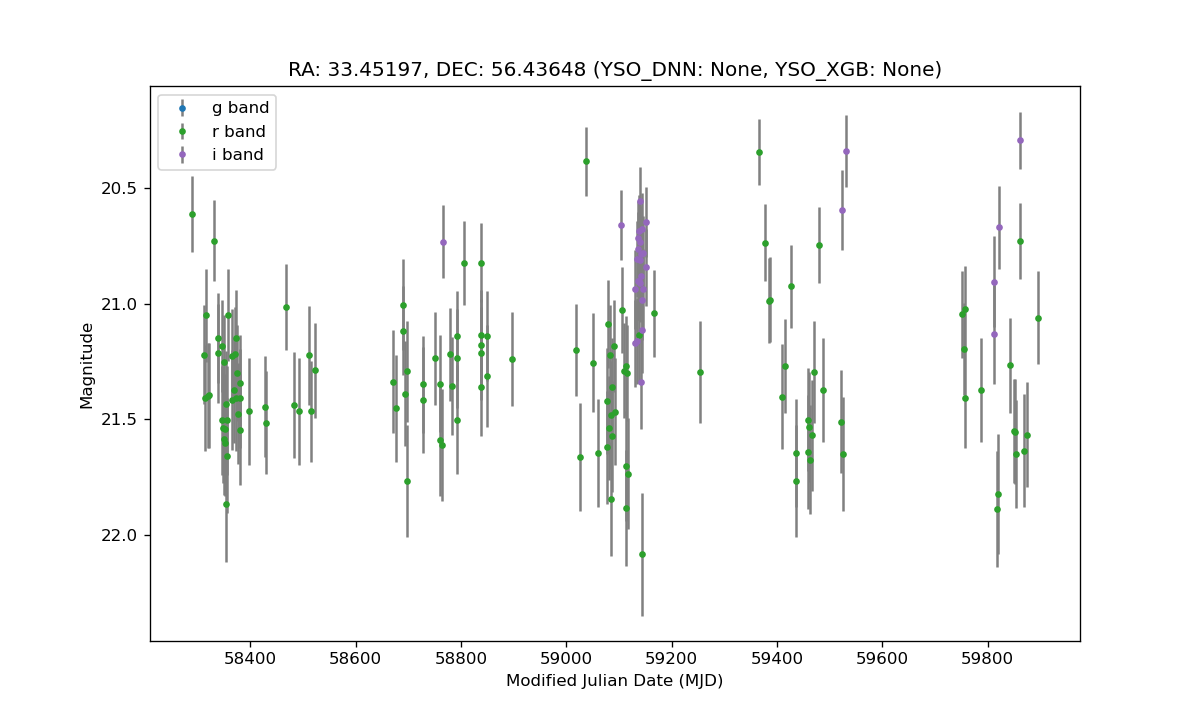 RA: 33.45197, DEC: 56.43648 (YSO_DNN: None, YSO_XGB: None)
g band
r band
i band
20.5
21.0
21.5
22.0
Magnitude
58400 58600 58800 59000 59200 59400 59600 59800
Modified Julian Date (MJD)